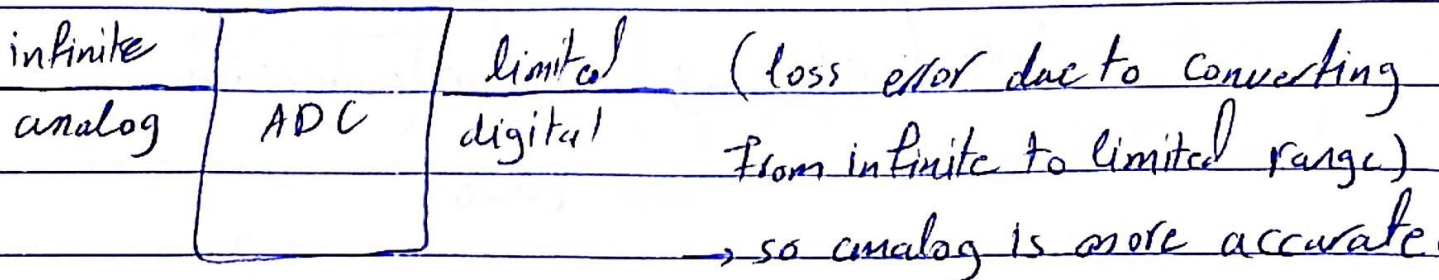 infinite limited (loss error due to converting
analog ADC digital from infinite to limited range)
→ so analog is more accurate.